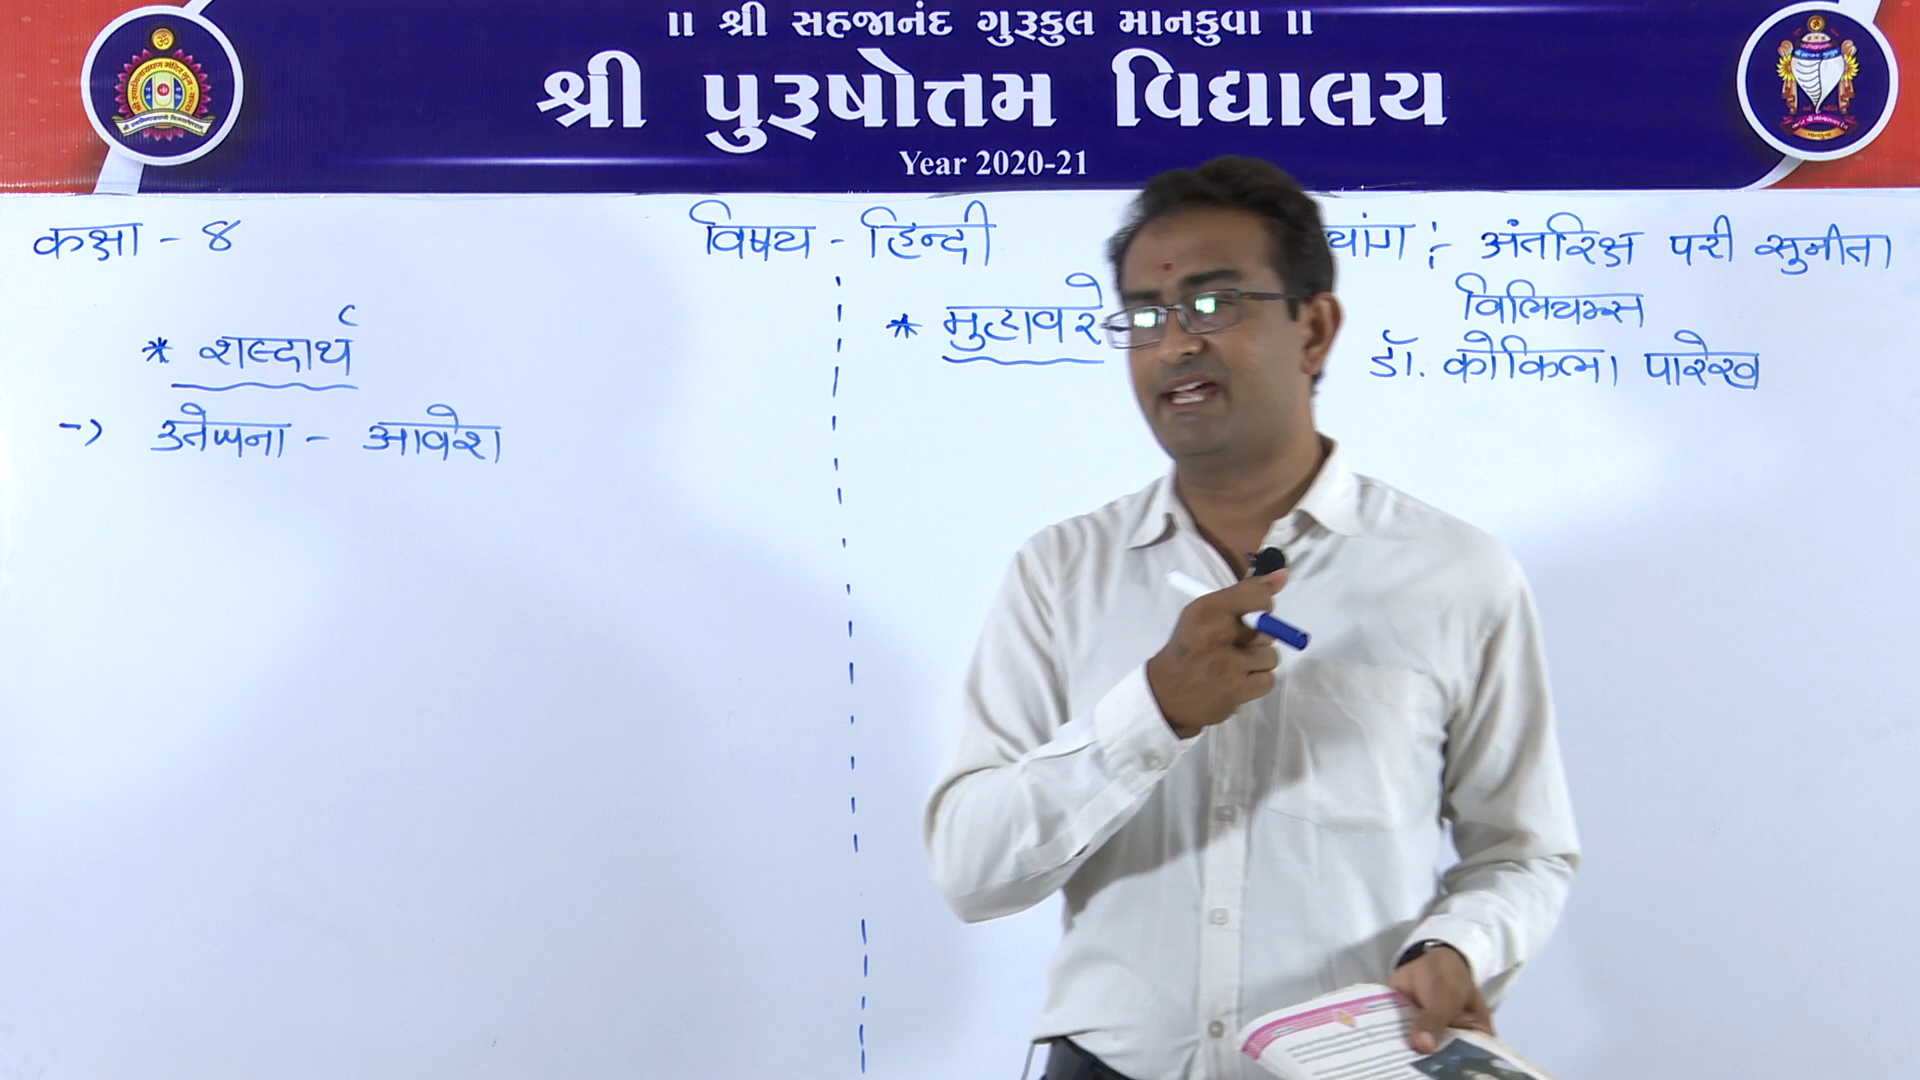 ॥ શ્રી સહજાનંદ ગુરૂકુલ માનકુવા ॥
શ્રી પુરૂષોત્તમ વિદ્યાલય
Year 2020-21
कक्षा - 8
विषय - हिन्दी
अंतरिक्ष परी सुनीता
विलियम्स
डॉ. कोकिला पारेख
* शब्दार्थ
* मुहावरे
-> उत्तेजना - आवेश